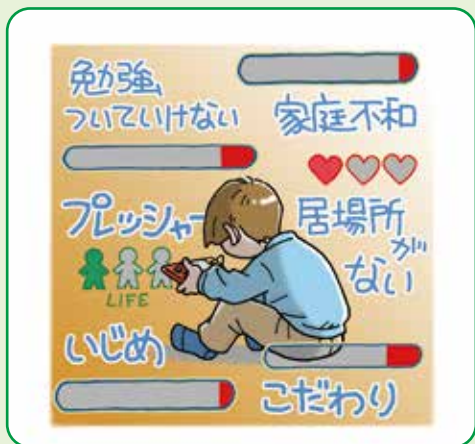 勉強
ついていけない
家庭不和
プレッシャー
居場所
が
ない
LIFE
いじめ
こだわり